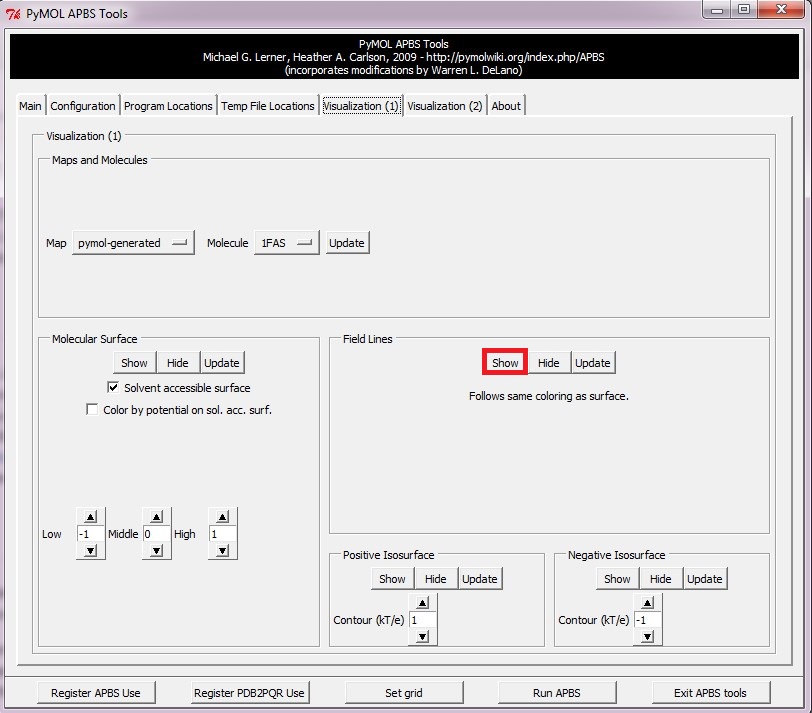 PyMOL APBS Tools
PyMOL APBS Tools
Michael G. Lerner, Heather A. Carlson, 2009 - http://pymolwiki.org/index.php/APBS
(incorporates modifications by Warren L. DeLano)
Main Configuration Program Locations Temp File Locations Visualization (1) Visualization (2) About
Visualization (1)
Maps and Molecules
Map pymol-generated Molecule 1FAS Update
Molecular Surface
Show Hide Update
Solvent accessible surface
Color by potential on sol. acc. surf.
Low -1 Middle 0 High 1
Field Lines
Show Hide Update
Follows same coloring as surface.
Positive Isosurface
Show Hide Update
Contour (kT/e) 1
Negative Isosurface
Show Hide Update
Contour (kT/e) -1
Register APBS Use Register PDB2PQR Use Set grid Run APBS Exit APBS tools